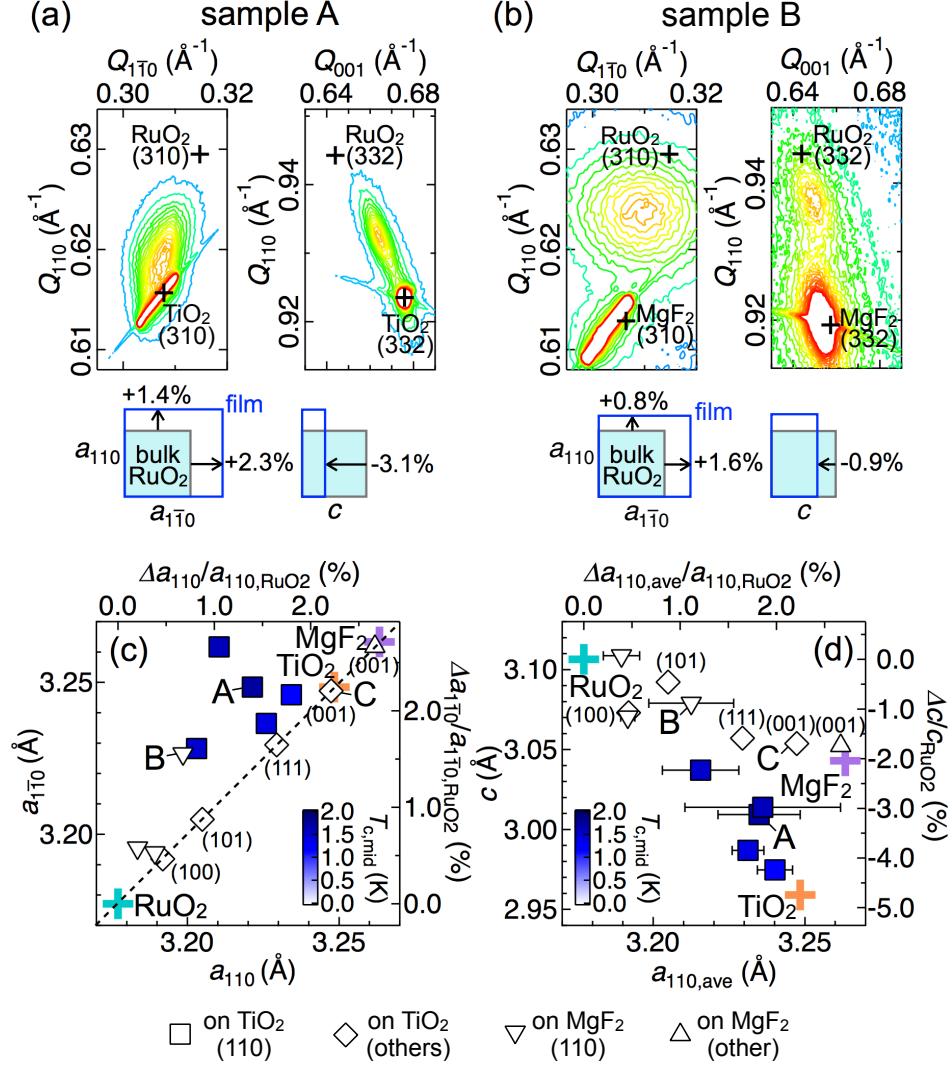 (a) sample A
Q1-10 (Å-1)
0.30 0.32
Q001 (Å-1)
0.64 0.68
Q110 (Å-1)
0.63
0.62
0.61
RuO2
(310)
TiO2
(310)
Q110 (Å-1)
0.94
0.92
RuO2
(332)
TiO2
(332)
(b) sample B
Q1-10 (Å-1)
0.30 0.32
Q001 (Å-1)
0.64 0.68
Q110 (Å-1)
0.63
0.62
0.61
RuO2
(310)
MgF2
(310)
Q110 (Å-1)
0.94
0.92
RuO2
(332)
MgF2
(332)
+1.4%
film
a110
bulk
RuO2
+2.3%
a1-10
-3.1%
c
+0.8%
film
a110
bulk
RuO2
+1.6%
a1-10
-0.9%
c
Δa110/a110,RuO2 (%)
0.0 1.0 2.0
(c)
MgF2
(001)
TiO2
(001)
A
C
B
(111)
(101)
(100)
RuO2
3.25
3.20
a1-10 (Å)
2.0
1.0
0.0
Δa1-10/a1-10,RuO2 (%)
2.0
1.5
1.0
0.5
0.0
Tc,mid (K)
3.20 3.25
a110 (Å)
Δa110,ave/a110,RuO2 (%)
0.0 1.0 2.0
(d)
(101)
RuO2
(100)
B
(111) (001) (001)
C
MgF2
A
TiO2
3.10
3.05
3.00
2.95
c (Å)
0.0
-1.0
-2.0
-3.0
-4.0
-5.0
Δc/cRuO2 (%)
2.0
1.5
1.0
0.5
0.0
Tc,mid (K)
3.20 3.25
a110,ave (Å)
on TiO2
(110)
on TiO2
(others)
on MgF2
(110)
on MgF2
(other)